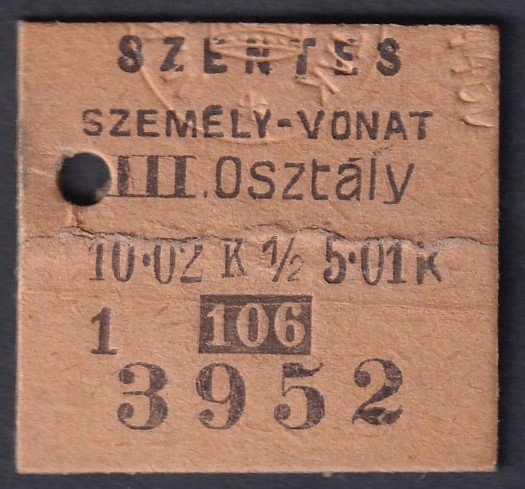 SZENTES
SZEMÉLY-VONAT
III. Osztály
10·02 K ½ 5·01 K
1 106
3952